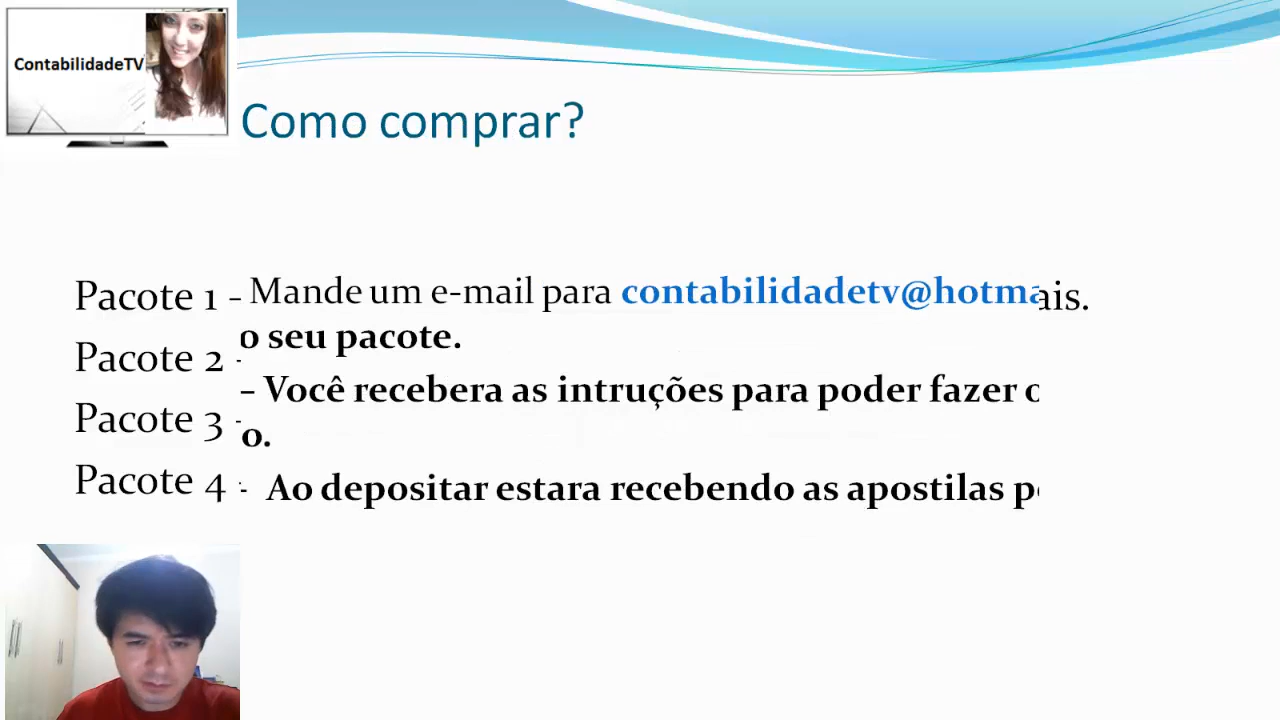 ContabilidadeTV
Como comprar?
Pacote 1 – Mande um e-mail para contabilidadetv@hotma ais.
o seu pacote.
Pacote 2 -
– Você recebera as intruções para poder fazer o
Pacote 3 -
o.
Pacote 4 - Ao depositar estara recebendo as apostilas